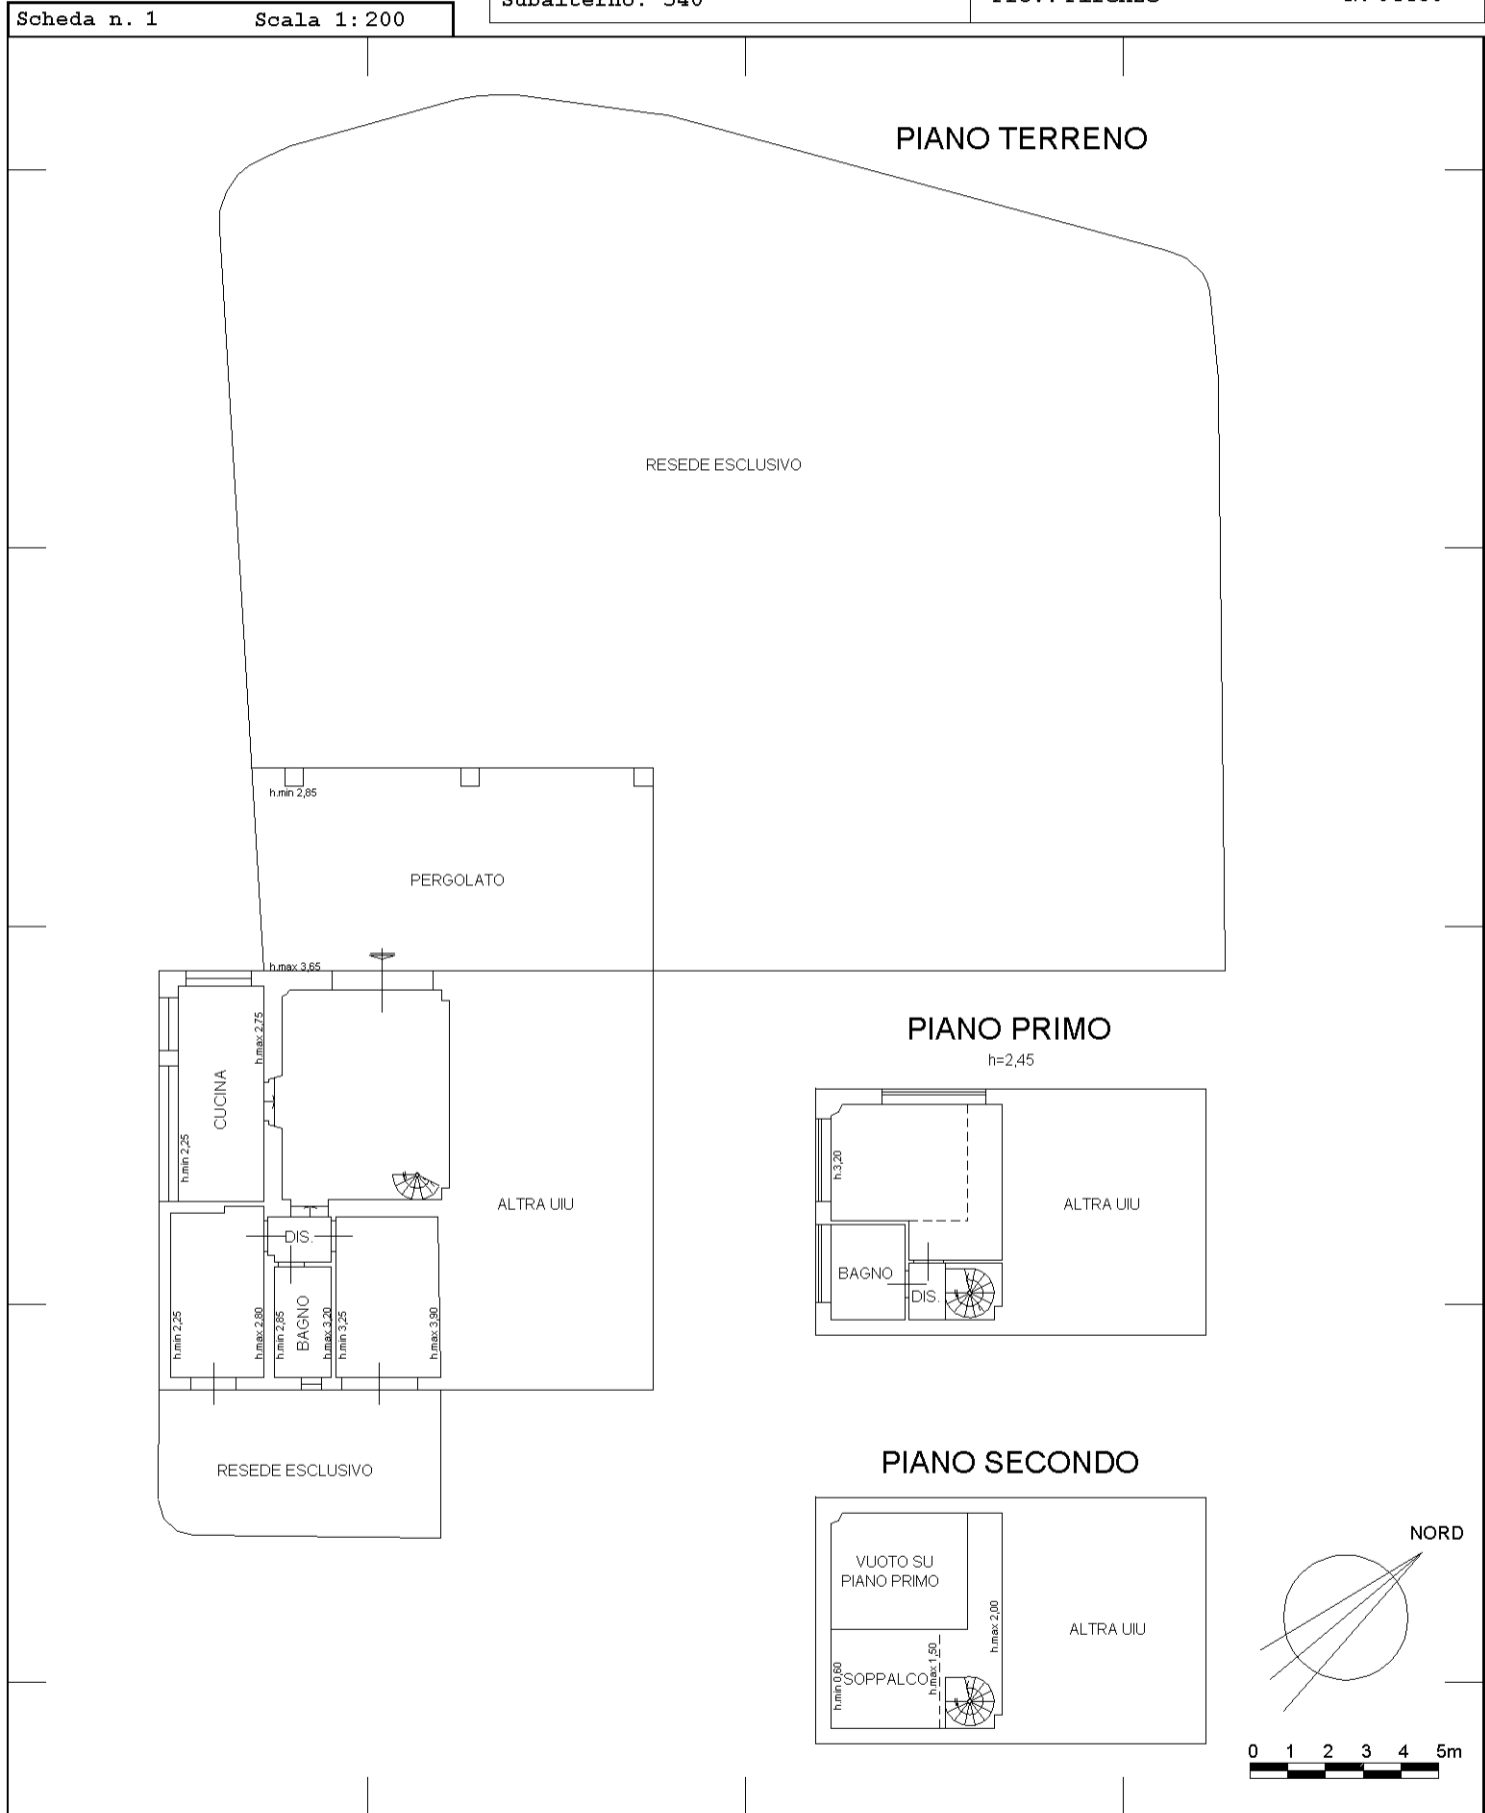 Subalterno: 540
Scheda n. 1 Scala 1:200
PIANO TERRENO
RESEDE ESCLUSIVO
h.min 2,85
PERGOLATO
h.max 3,65
h.max 2,75
CUCINA
h.min 2,25
ALTRA UIU
DIS.
h.min 2,25
h.max 2,80
h.min 2,85
BAGNO
h.max 3,20
h.min 3,25
h.max 3,90
RESEDE ESCLUSIVO
PIANO PRIMO
h=2,45
h.3,20
ALTRA UIU
BAGNO
DIS.
PIANO SECONDO
VUOTO SU
PIANO PRIMO
h.max 2,00
ALTRA UIU
h.min 0,60
SOPPALCO
h.max 1,50
NORD
0 1 2 3 4 5m